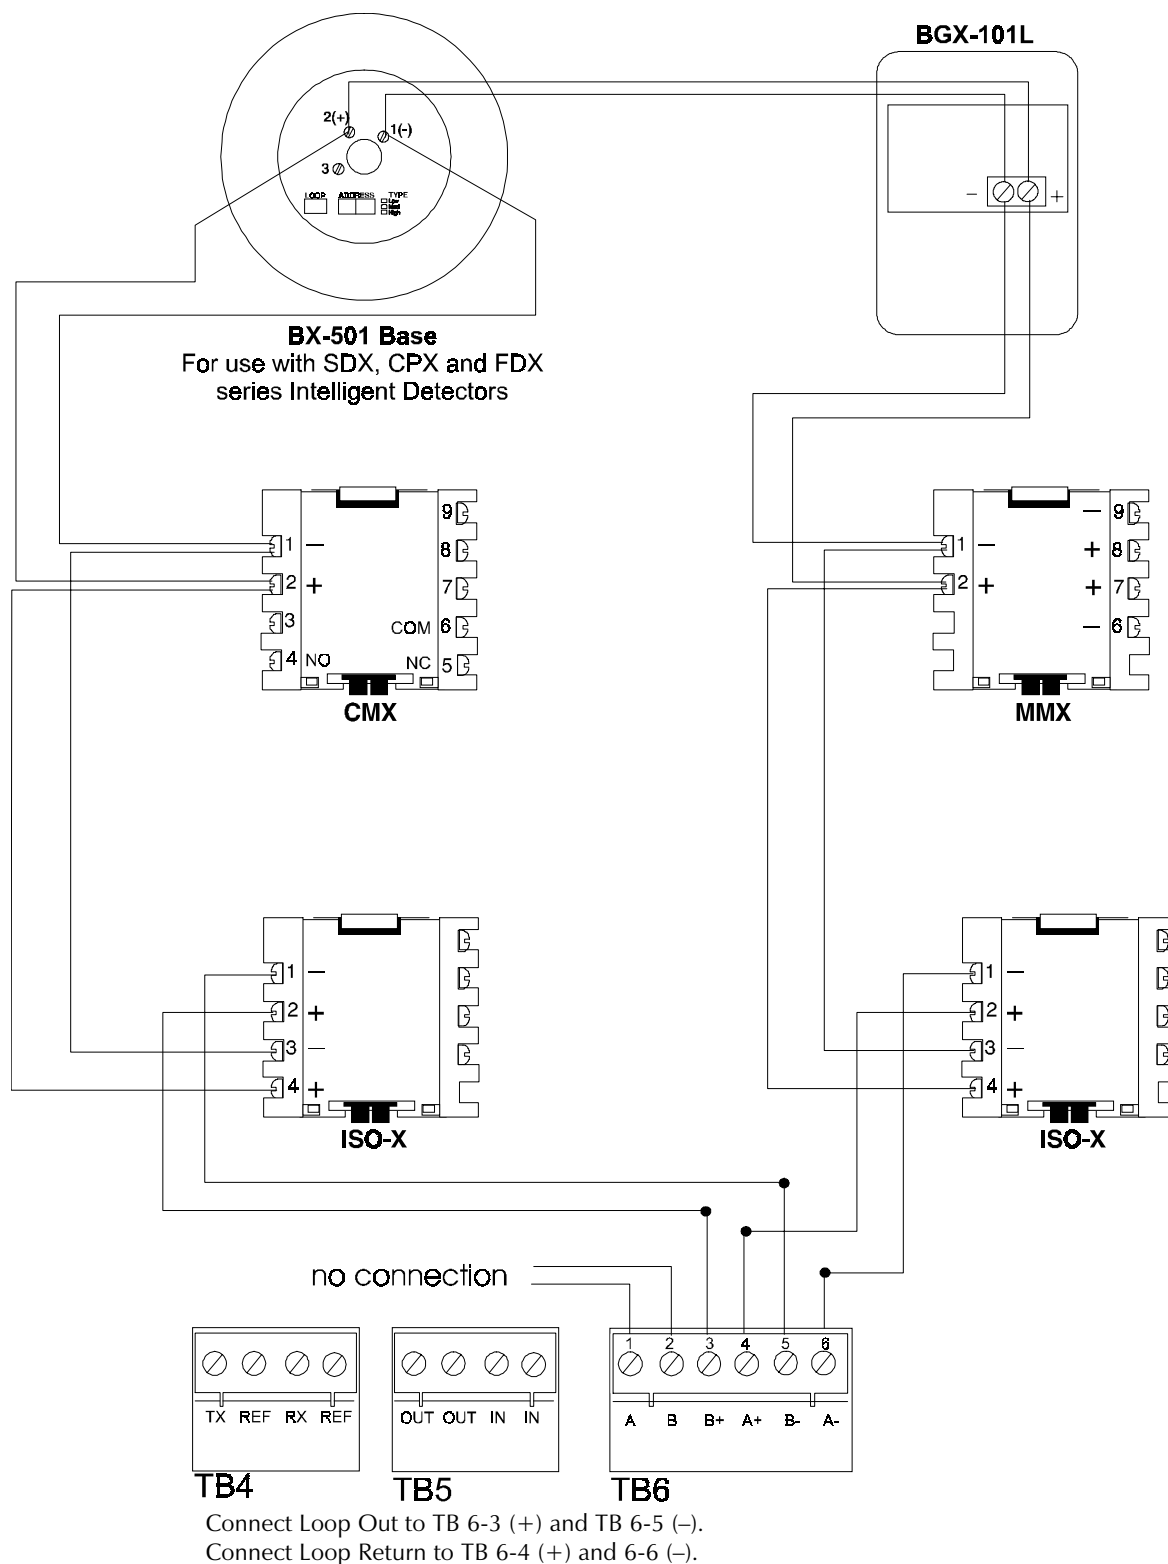 BGX-101L
2(+)
1(-)
3
LOOP ADDRESS TYPE
Low
Med
High
− +
BX-501 Base
For use with SDX, CPX and FDX
series Intelligent Detectors
9
1 − 8
2 + 7
3 COM 6
4 NO NC 5
CMX
− 9
1 − + 8
2 + + 7
− 6
MMX
1 −
2 +
3 −
4 +
ISO-X
1 −
2 +
3 −
4 +
ISO-X
no connection
1 2 3 4 5 6
TX REF RX REF
OUT OUT IN IN
A B B+ A+ B- A-
TB4
TB5
TB6
Connect Loop Out to TB 6-3 (+) and TB 6-5 (–).
Connect Loop Return to TB 6-4 (+) and 6-6 (–).